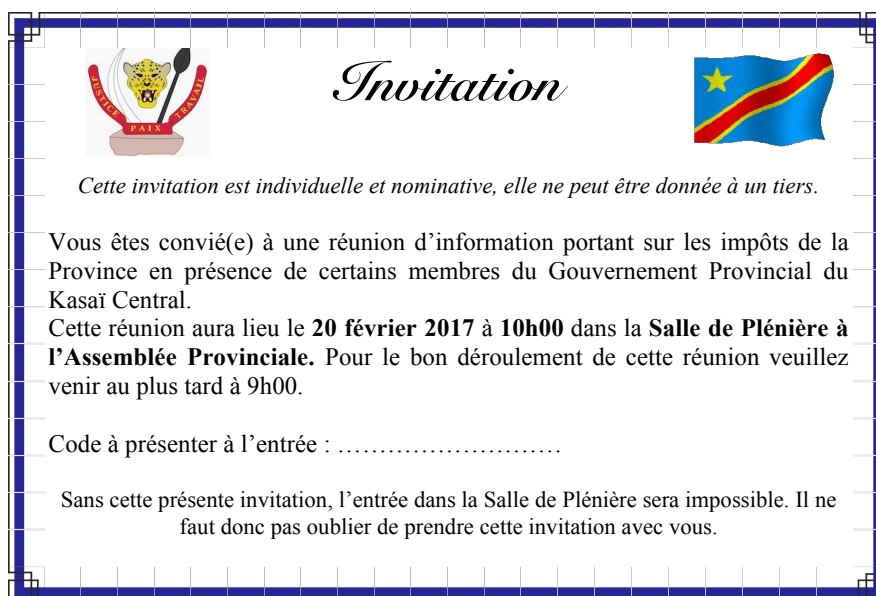 Invitation
JUSTICE PAIX TRAVAIL
Cette invitation est individuelle et nominative, elle ne peut être donnée à un tiers.
Vous êtes convié(e) à une réunion d’information portant sur les impôts de la
Province en présence de certains membres du Gouvernement Provincial du
Kasaï Central.
Cette réunion aura lieu le 20 février 2017 à 10h00 dans la Salle de Plénière à
l’Assemblée Provinciale. Pour le bon déroulement de cette réunion veuillez
venir au plus tard à 9h00.
Code à présenter à l’entrée : ………………………
Sans cette présente invitation, l’entrée dans la Salle de Plénière sera impossible. Il ne
faut donc pas oublier de prendre cette invitation avec vous.